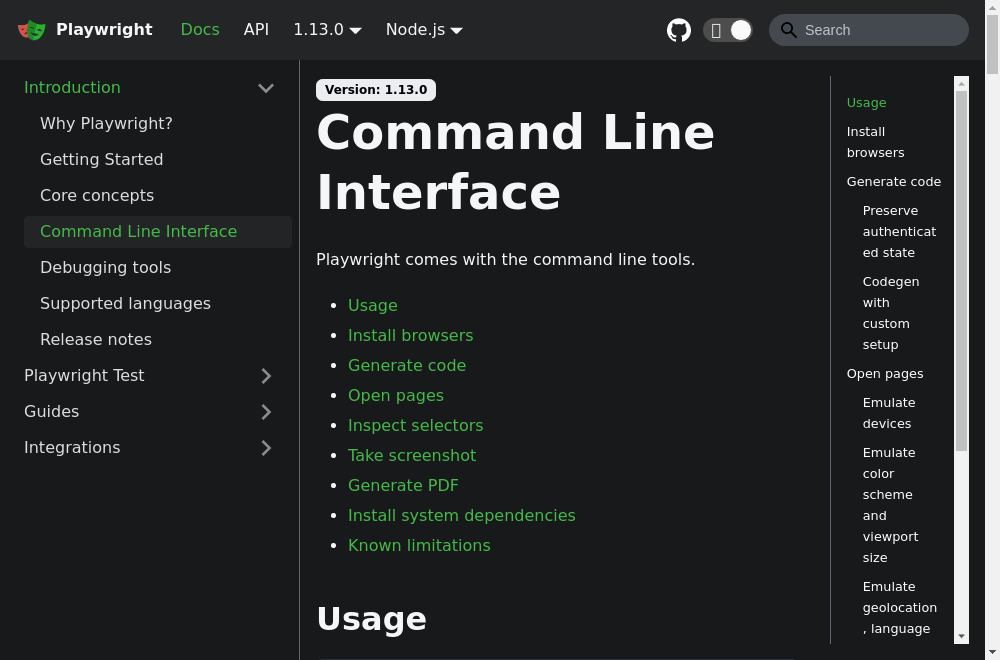 Playwright Docs API 1.13.0 Node.js Search
Introduction
Why Playwright?
Getting Started
Core concepts
Command Line Interface
Debugging tools
Supported languages
Release notes
Playwright Test
Guides
Integrations
Version: 1.13.0
Command Line
Interface
Playwright comes with the command line tools.
Usage
Install browsers
Generate code
Open pages
Inspect selectors
Take screenshot
Generate PDF
Install system dependencies
Known limitations
Usage
Usage
Install
browsers
Generate code
Preserve
authenticat
ed state
Codegen
with
custom
setup
Open pages
Emulate
devices
Emulate
color
scheme
and
viewport
size
Emulate
geolocation
, language